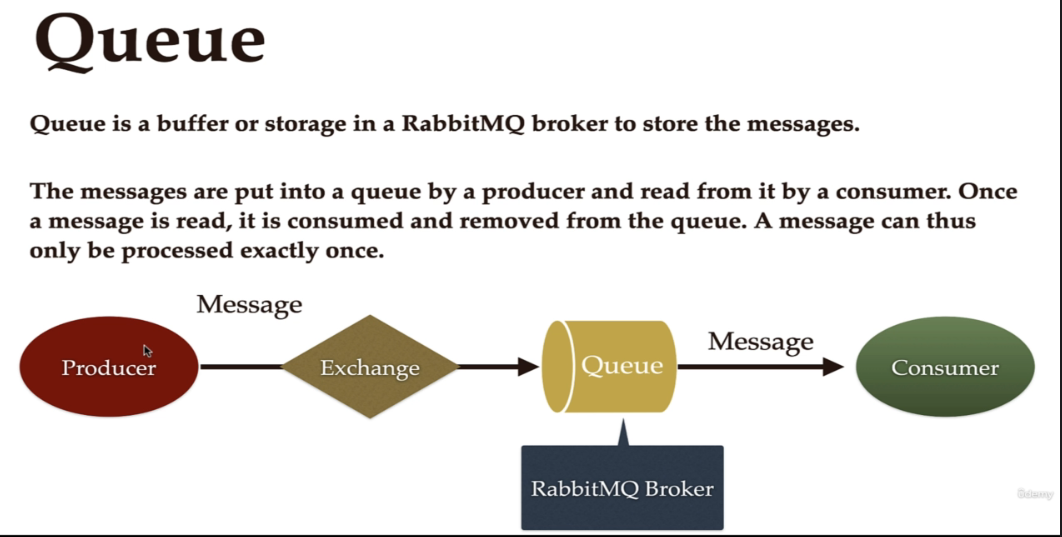 Queue
Queue is a buffer or storage in a RabbitMQ broker to store the messages.
The messages are put into a queue by a producer and read from it by a consumer. Once
a message is read, it is consumed and removed from the queue. A message can thus
only be processed exactly once.
Message
Producer
Exchange
Queue
Message
Consumer
RabbitMQ Broker
ûdemy